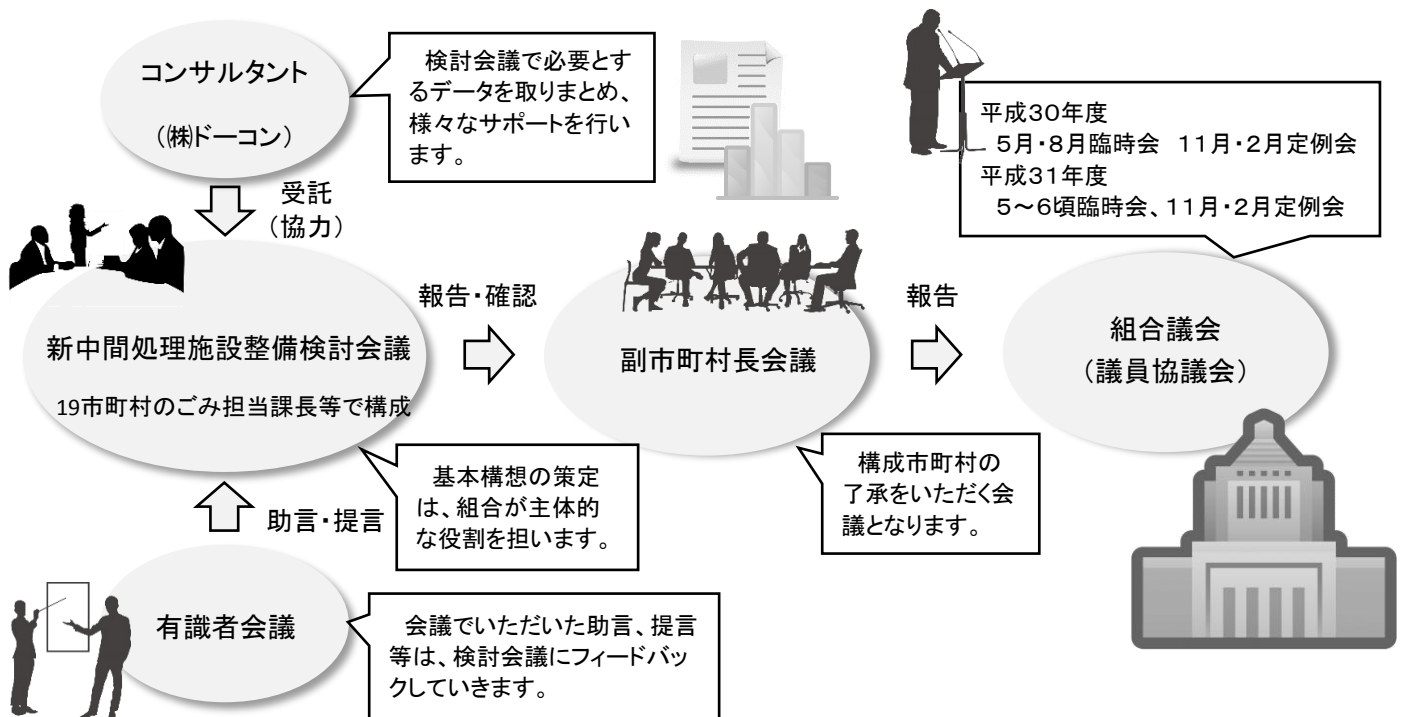 コンサルタント
（㈱ドーコン）
検討会議で必要とす
るデータを取りまとめ、
様々なサポートを行い
ます。
平成３０年度
５月・８月臨時会　１１月・２月定例会
平成３１年度
５～６頃臨時会、１１月・２月定例会
受託
（協力）
新中間処理施設整備検討会議
19市町村のごみ担当課長等で構成
報告・確認
副市町村長会議
報告
組合議会
（議員協議会）
基本構想の策定
は、組合が主体的
な役割を担います。
構成市町村の
了承をいただく会
議となります。
助言・提言
有識者会議
会議でいただいた助言、提言
等は、検討会議にフィードバッ
クしていきます。